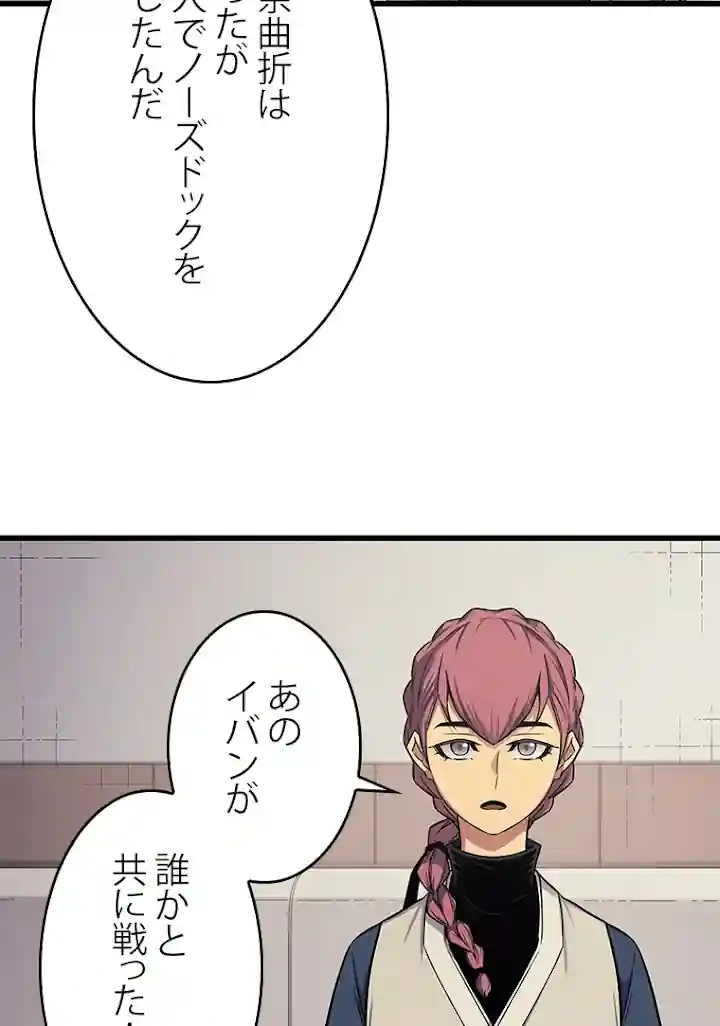 余曲折は
ったが
人でノーズドックを
したんだ
あの
イバンが
誰かと
共に戦った